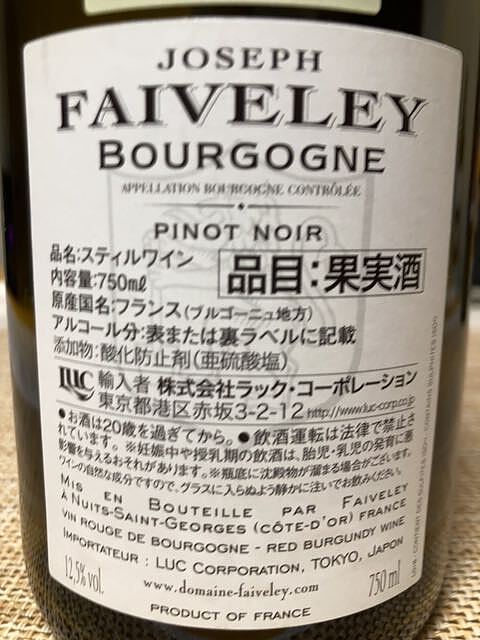 JOSEPH
FAIVELEY
BOURGOGNE
APPELLATION BOURGOGNE CONTRÔLÉE
PINOT NOIR
品名:スティルワイン
内容量:750mℓ
品目:果実酒
原産国名:フランス(ブルゴーニュ地方)
アルコール分:表または裏ラベルに記載
添加物:酸化防止剤(亜硫酸塩)
LUC 輸入者 株式会社ラック・コーポレーション
東京都港区赤坂3-2-12 http://www.luc-corp.co.jp
●お酒は20歳を過ぎてから。●飲酒運転は法律で禁止さ
れています。※妊娠中や授乳期の飲酒は、胎児・乳児の発育に悪
影響を与えるおそれがあります。※瓶底に沈殿物が溜まる場合がございます。
ワインの自然な成分ですので、グラスに入らぬよう静かに注いでお飲みください。
MIS EN BOUTEILLE PAR FAIVELEY
À NUITS-SAINT-GEORGES (CÔTE-D'OR) FRANCE
VIN ROUGE DE BOURGOGNE - RED BURGUNDY WINE
IMPORTATEUR : LUC CORPORATION, TOKYO, JAPON
12,5% vol.
www.domaine-faiveley.com
750 ml
PRODUCT OF FRANCE
CONTIENT DES SULFITES
CONTAINS SULPHITES